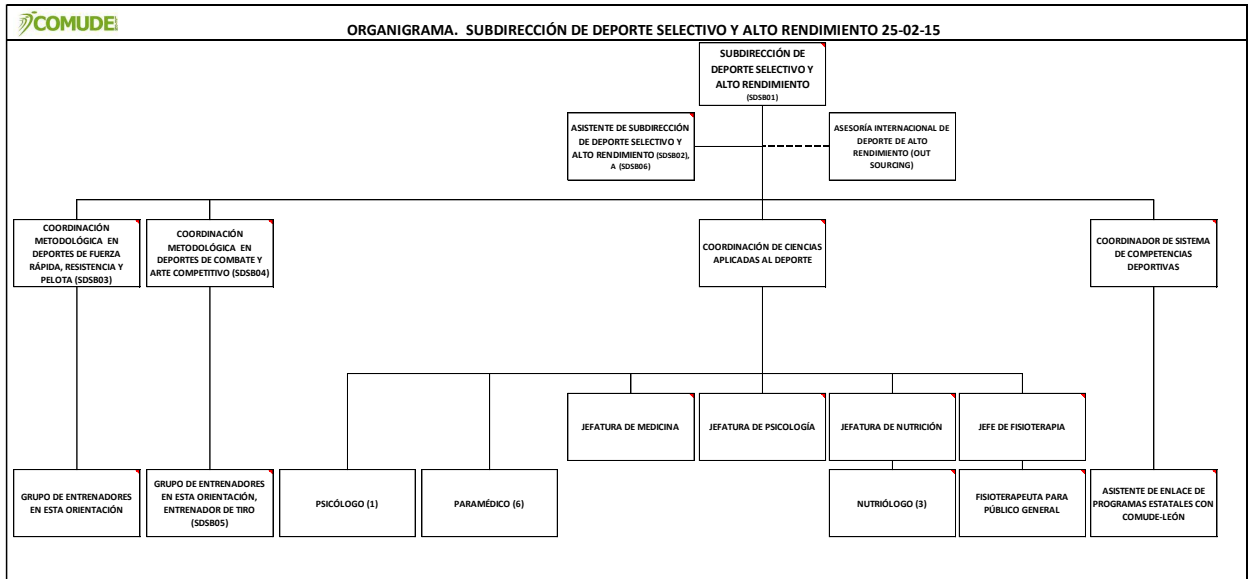 COMUDE
ORGANIGRAMA. SUBDIRECCIÓN DE DEPORTE SELECTIVO Y ALTO RENDIMIENTO 25-02-15
SUBDIRECCIÓN DE
DEPORTE SELECTIVO Y
ALTO RENDIMIENTO
(SDSB01)
ASISTENTE DE SUBDIRECCIÓN
DE DEPORTE SELECTIVO Y
ALTO RENDIMIENTO (SDSB02),
A (SDSB06)
ASESORÍA INTERNACIONAL DE
DEPORTE DE ALTO
RENDIMIENTO (OUT
SOURCING)
COORDINACIÓN
METODOLÓGICA EN
DEPORTES DE FUERZA
RÁPIDA, RESISTENCIA Y
PELOTA (SDSB03)
COORDINACIÓN
METODOLÓGICA EN
DEPORTES DE COMBATE Y
ARTE COMPETITIVO (SDSB04)
COORDINACIÓN DE CIENCIAS
APLICADAS AL DEPORTE
COORDINADOR DE SISTEMA
DE COMPETENCIAS
DEPORTIVAS
JEFATURA DE MEDICINA
JEFATURA DE PSICOLOGÍA
JEFATURA DE NUTRICIÓN
JEFE DE FISIOTERAPIA
GRUPO DE ENTRENADORES
EN ESTA ORIENTACIÓN
GRUPO DE ENTRENADORES
EN ESTA ORIENTACIÓN,
ENTRENADOR DE TIRO
(SDSB05)
PSICÓLOGO (1)
PARAMÉDICO (6)
NUTRIÓLOGO (3)
FISIOTERAPEUTA PARA
PÚBLICO GENERAL
ASISTENTE DE ENLACE DE
PROGRAMAS ESTATALES CON
COMUDE-LEÓN